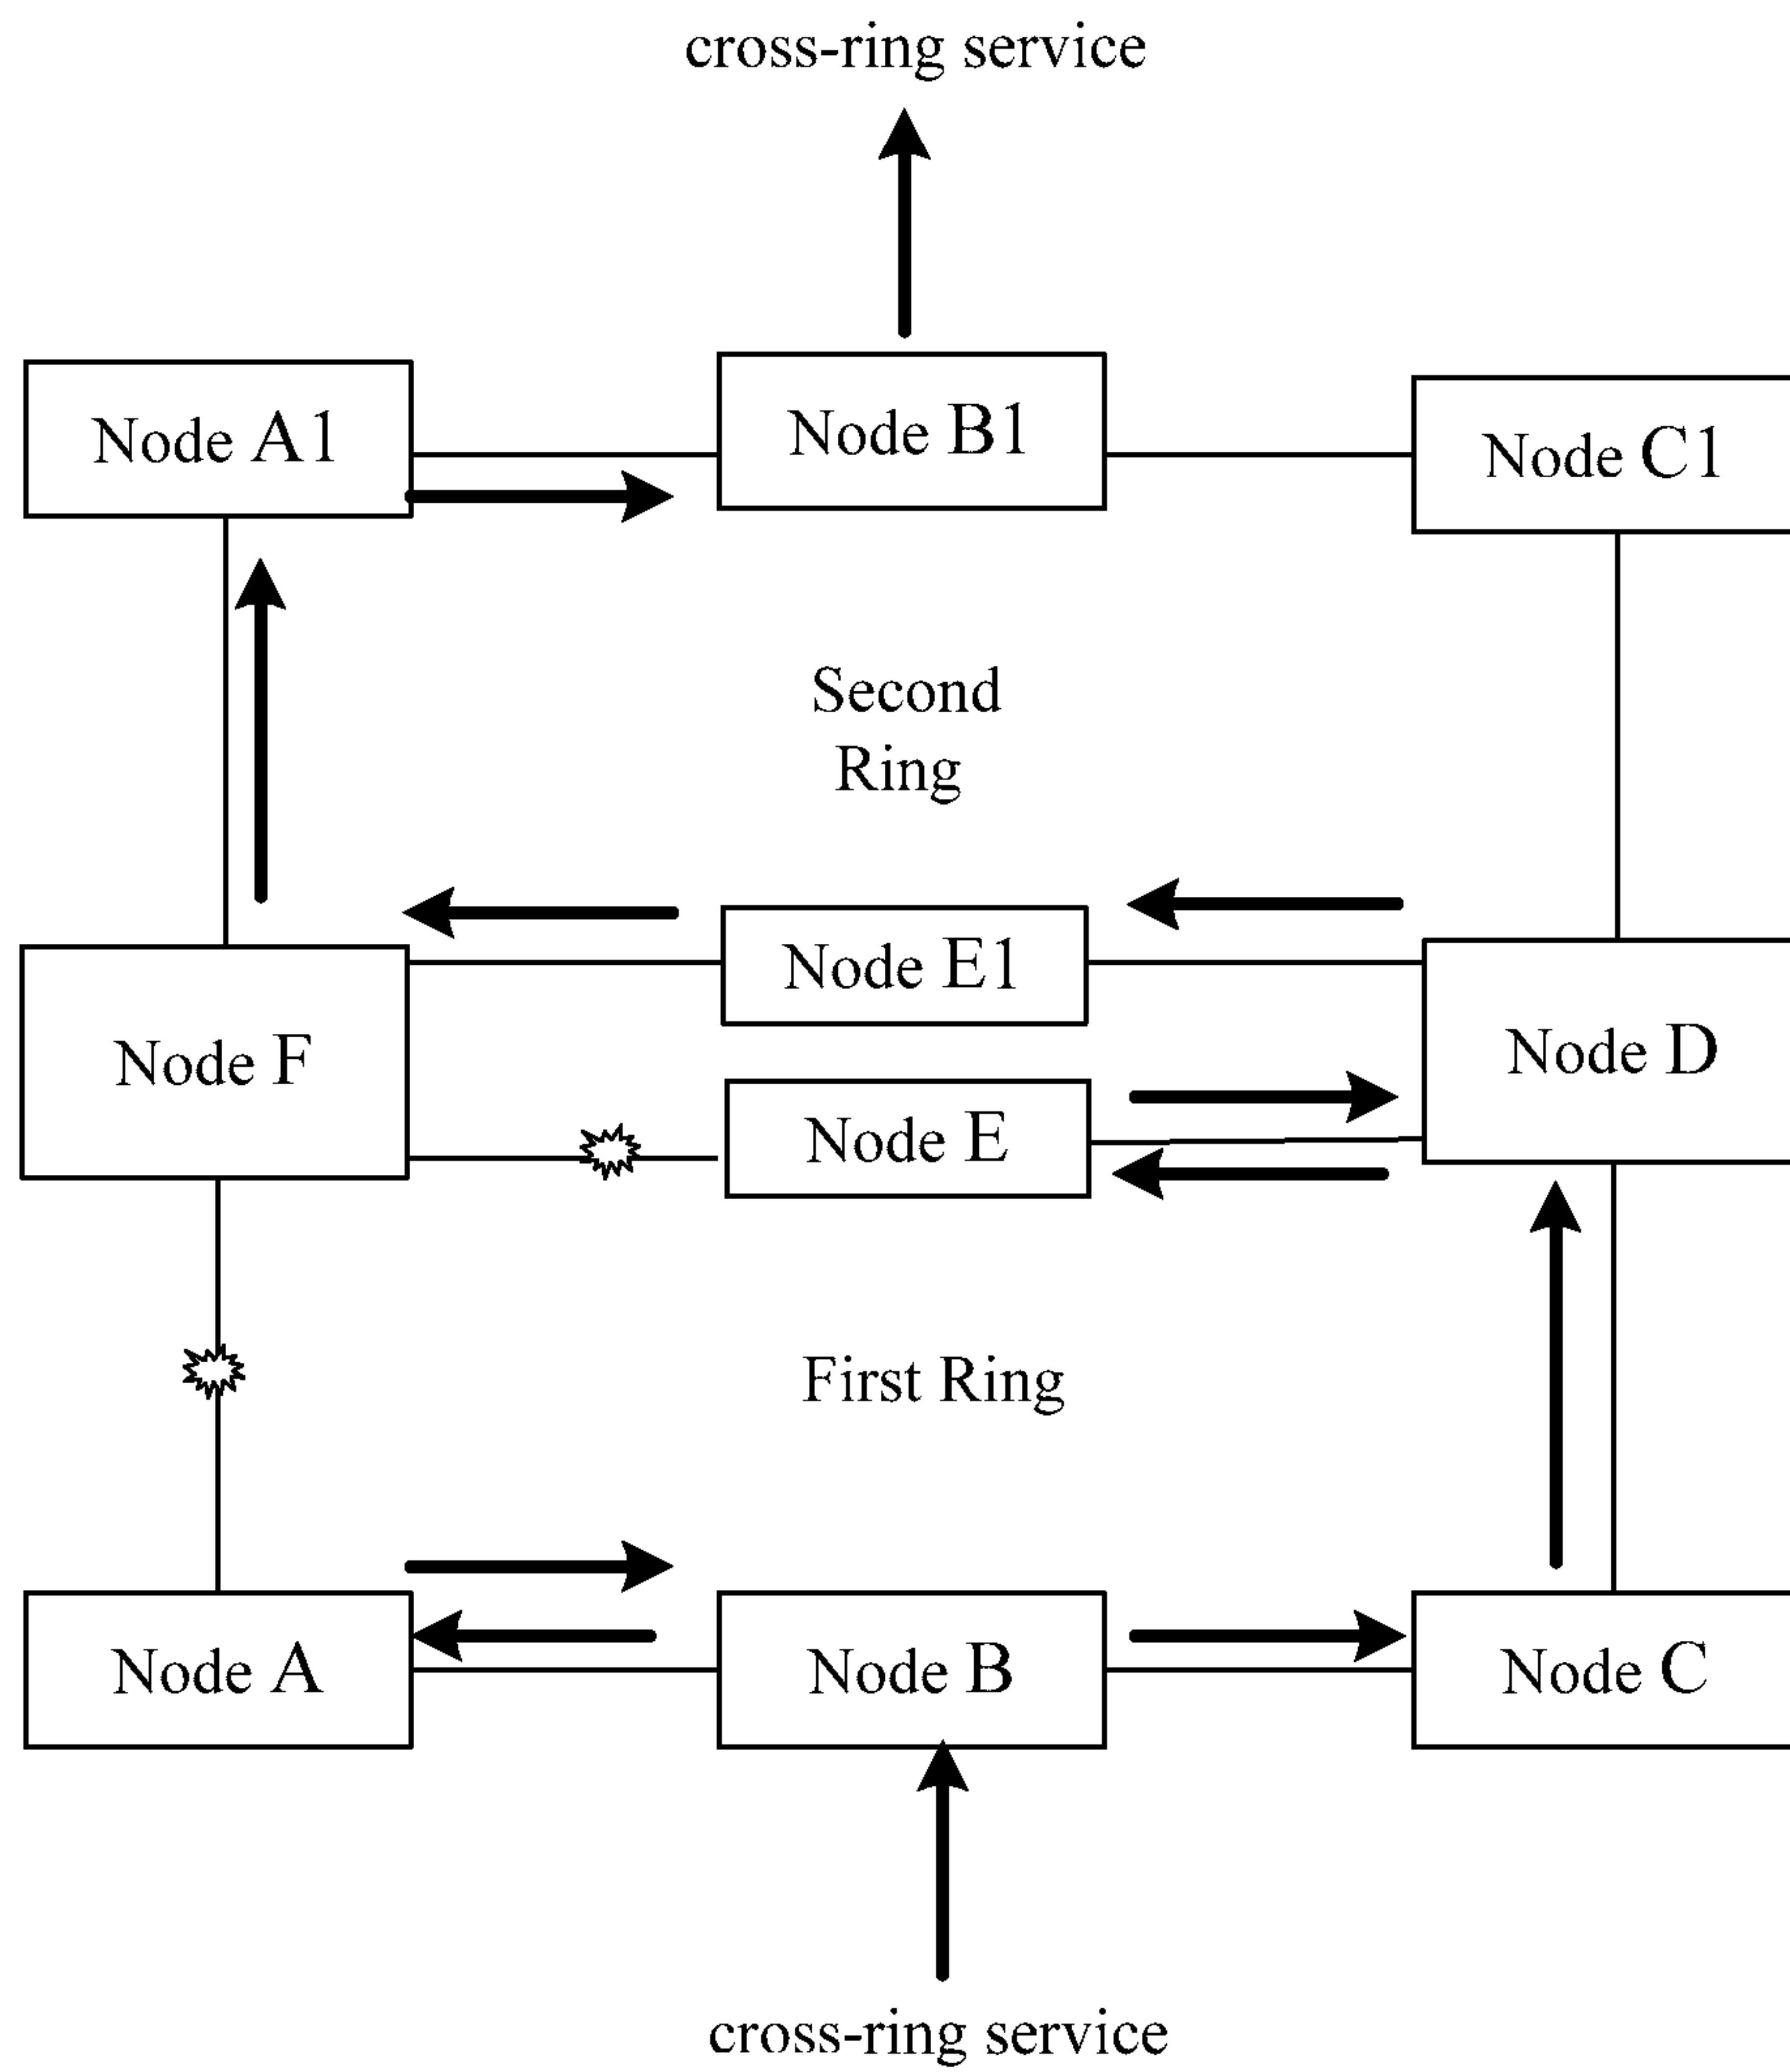 cross-ring service
Node A1
Node B1
Node C1
Second
Ring
Node E1
Node F
Node D
Node E
First Ring
Node A
Node B
Node C
cross-ring service